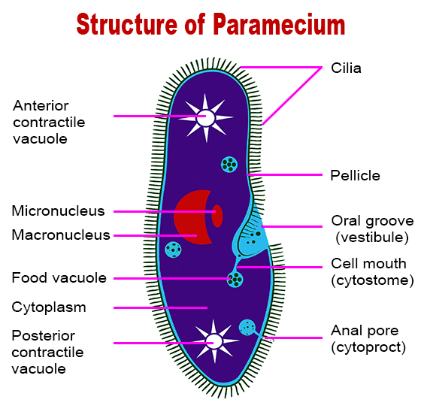 Structure of Paramecium
Cilia
Anterior
contractile
vacuole
Pellicle
Micronucleus
Macronucleus
Oral groove
(vestibule)
Food vacuole
Cell mouth
(cytostome)
Cytoplasm
Posterior
contractile
vacuole
Anal pore
(cytoproct)